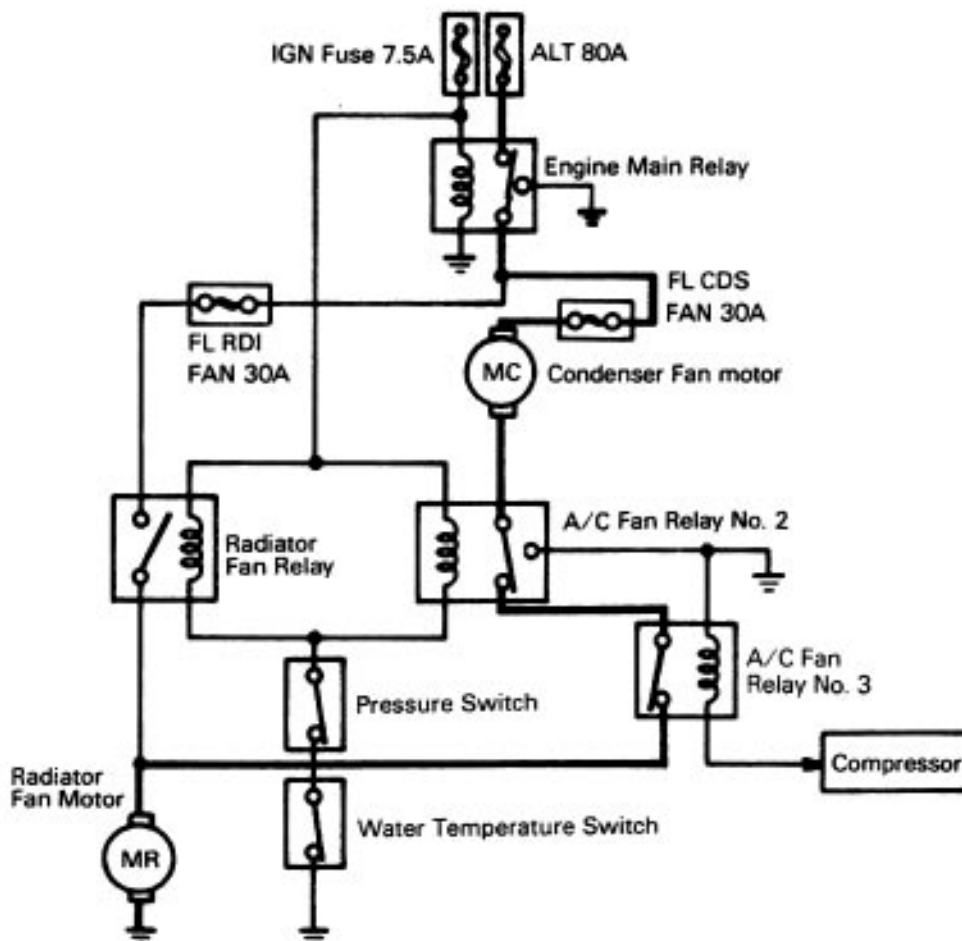 IGN Fuse 7.5A
ALT 80A
Engine Main Relay
FL RDI
FAN 30A
FL CDS
FAN 30A
MC
Condenser Fan motor
Radiator
Fan Relay
A/C Fan Relay No. 2
A/C Fan
Relay No. 3
Pressure Switch
Compressor
Radiator
Fan Motor
MR
Water Temperature Switch